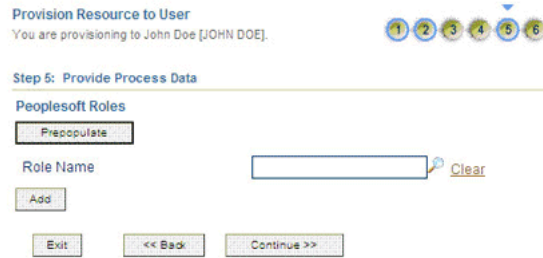 Provision Resource to User
You are provisioning to John Doe [JOHN DOE].
1 2 3 4 5 6
Step 5: Provide Process Data
Peoplesoft Roles
Prepopulate
Role Name Clear
Add
Exit << Back Continue >>